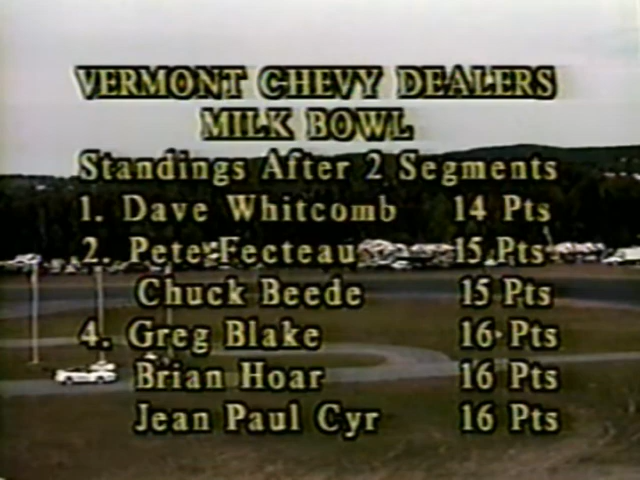 VERMONT CHEVY DEALERS
MILK BOWL
Standings After 2 Segments
1. Dave Whitcomb 14 Pts
2. Pete Fecteau 15 Pts
Chuck Beede 15 Pts
4. Greg Blake 16 Pts
Brian Hoar 16 Pts
Jean Paul Cyr 16 Pts